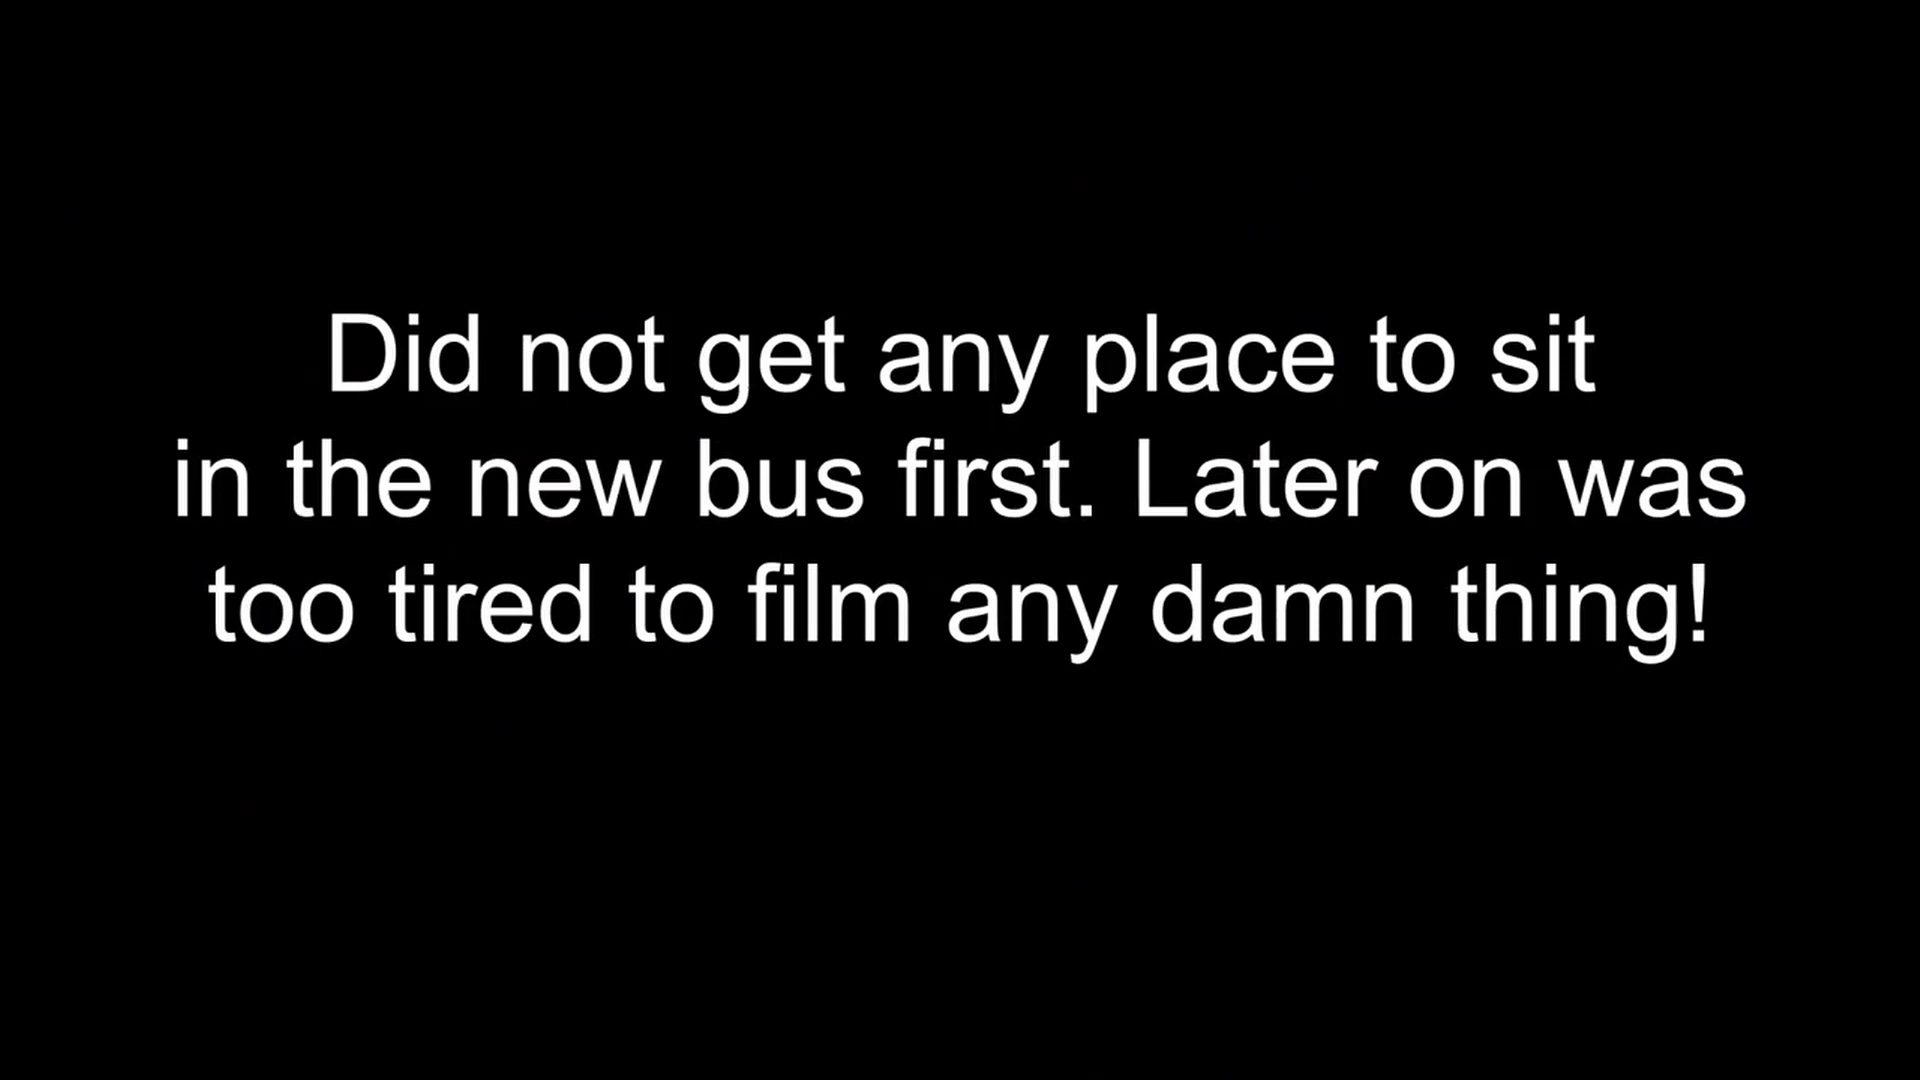 Did not get any place to sit
in the new bus first. Later on was
too tired to film any damn thing!